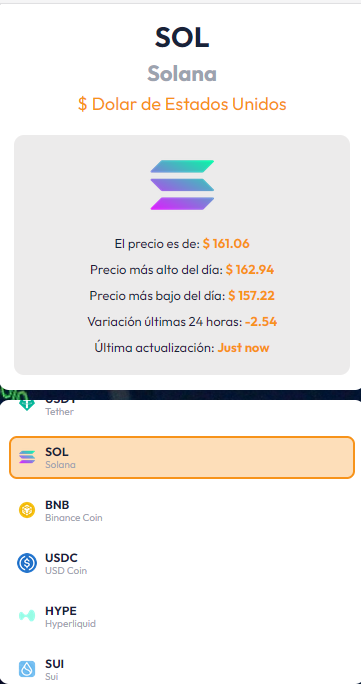 SOL
Solana
$ Dolar de Estados Unidos
El precio es de: $ 161.06
Precio más alto del día: $ 162.94
Precio más bajo del día: $ 157.22
Variación últimas 24 horas: -2.54
Última actualización: Just now
USDT
Tether
SOL
Solana
BNB
Binance Coin
USDC
USD Coin
HYPE
Hyperliquid
SUI
Sui